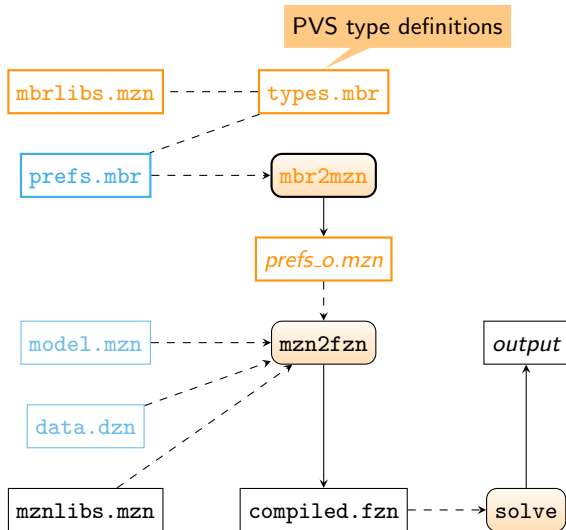 PVS type definitions
mbrlibs.mzn
types.mbr
prefs.mbr
mbr2mzn
prefs_o.mzn
model.mzn
mzn2fzn
output
data.dzn
mznlibs.mzn
compiled.fzn
solve